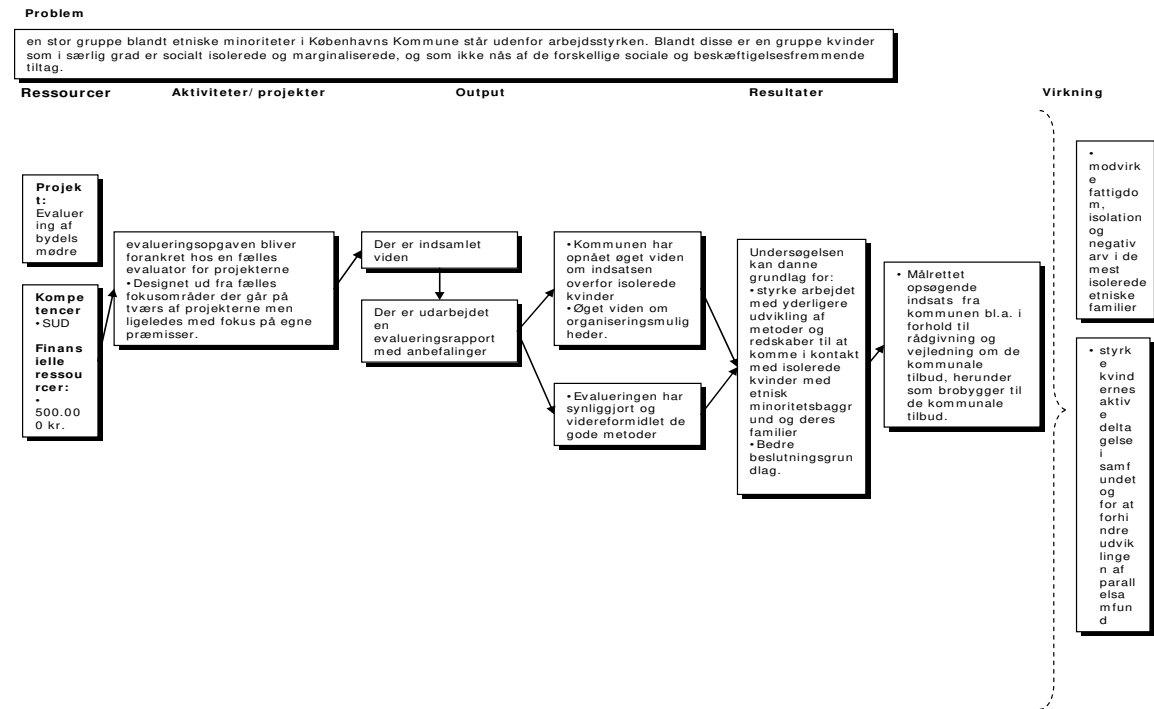 Problem
en stor gruppe blandt etniske minoriteter i Københavns Kommune står udenfor arbejdsstyrken. Blandt disse er en gruppe kvinder
som i særlig grad er socialt isolerede og marginaliserede, og som ikke nås af de forskellige sociale og beskæftigelsesfremmende
tiltag.
Ressourcer
Aktiviteter/ projekter
Output
Resultater
Virkning
Projek
t:
Evaluer
ing af
bydels
mødre
Kompe
tencer
•SUD
Finans
ielle
ressou
rcer:
•
500.00
0 kr.
evalueringsopgaven bliver
forankret hos en fælles
evaluator for projekterne
•Designet ud fra fælles
fokusområder der går på
tværs af projekterne men
ligeledes med fokus på egne
præmisser.
Der er indsamlet
viden
Der er udarbejdet
en
evalueringsrapport
med anbefalinger
•Kommunen har
opnået øget viden
om indsatsen
overfor isolerede
kvinder
•Øget viden om
organiseringsmulig
heder.
•Evalueringen har
synliggjort og
videreformidlet de
gode metoder
Undersøgelsen
kan danne
grundlag for:
•styrke arbejdet
med yderligere
udvikling af
metoder og
redskaber til at
komme i kontakt
med isolerede
kvinder med
etnisk
minoritetsbaggr
und og deres
familier
•Bedre
beslutningsgrun
dlag.
• Målrettet
opsøgende
indsats fra
kommunen bl.a. i
forhold til
rådgivning og
vejledning om de
kommunale
tilbud, herunder
som brobygger til
de kommunale
tilbud.
•
modvirk
e
fattigdo
m,
isolation
og
negativ
arv i de
mest
isolerede
etniske
familier
• styrk
e
kvind
ernes
aktiv
e
delta
gelse
i
samf
undet
og
for at
forhi
ndre
udvik
linge
n af
parall
elsa
mfun
d